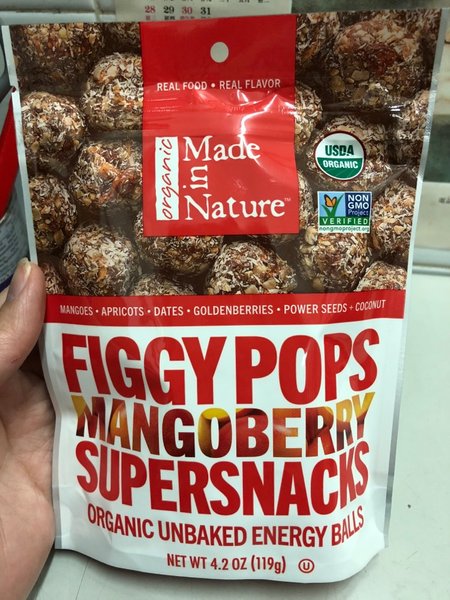 28 29 30 31
REAL FOOD • REAL FLAVOR
organic
Made
in
Nature™
USDA
ORGANIC
NON
GMO
Project
VERIFIED
nongmoproject.org
MANGOES • APRICOTS • DATES • GOLDENBERRIES • POWER SEEDS + COCONUT
FIGGY POPS
MANGOBERRY
SUPERSNACKS
ORGANIC UNBAKED ENERGY BALLS
NET WT 4.2 OZ (119g) U